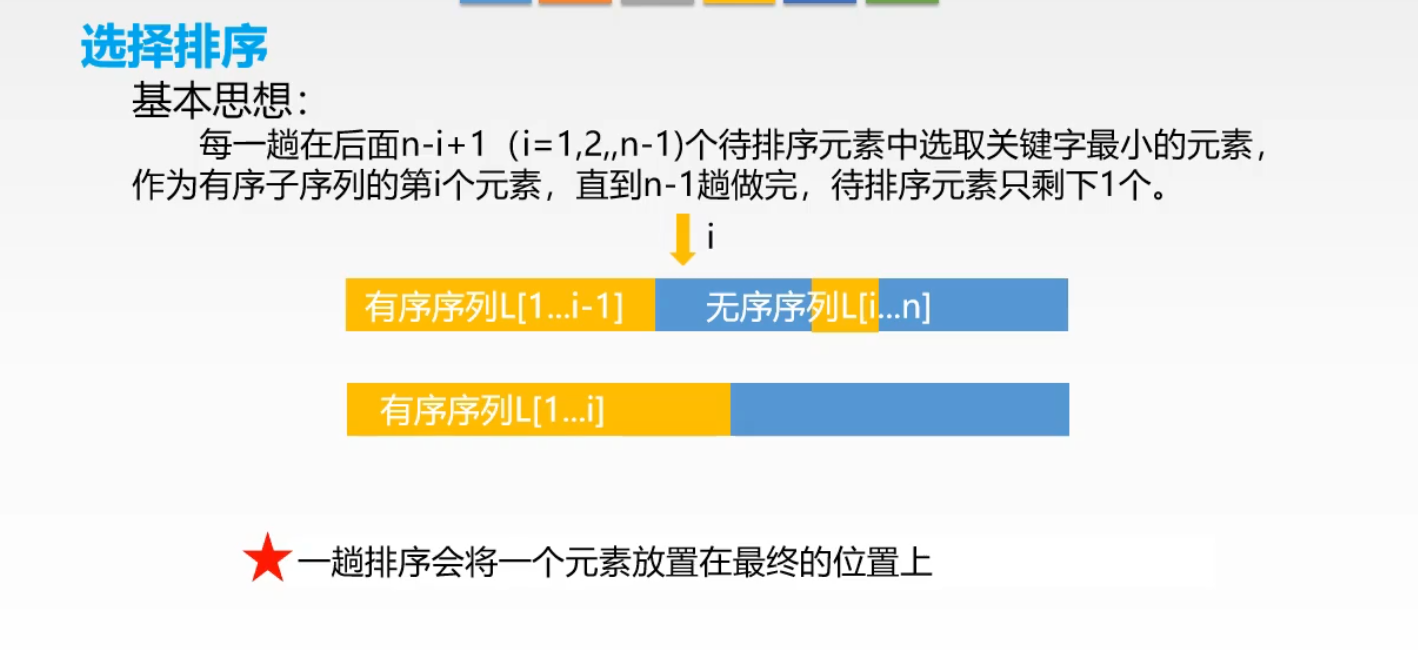 选择排序
基本思想：
每一趟在后面n-i+1（i=1,2,,n-1)个待排序元素中选取关键字最小的元素，
作为有序子序列的第i个元素，直到n-1趟做完，待排序元素只剩下1个。
i
有序序列L[1...i-1] 无序序列L[i...n]
有序序列L[1...i]
一趟排序会将一个元素放置在最终的位置上